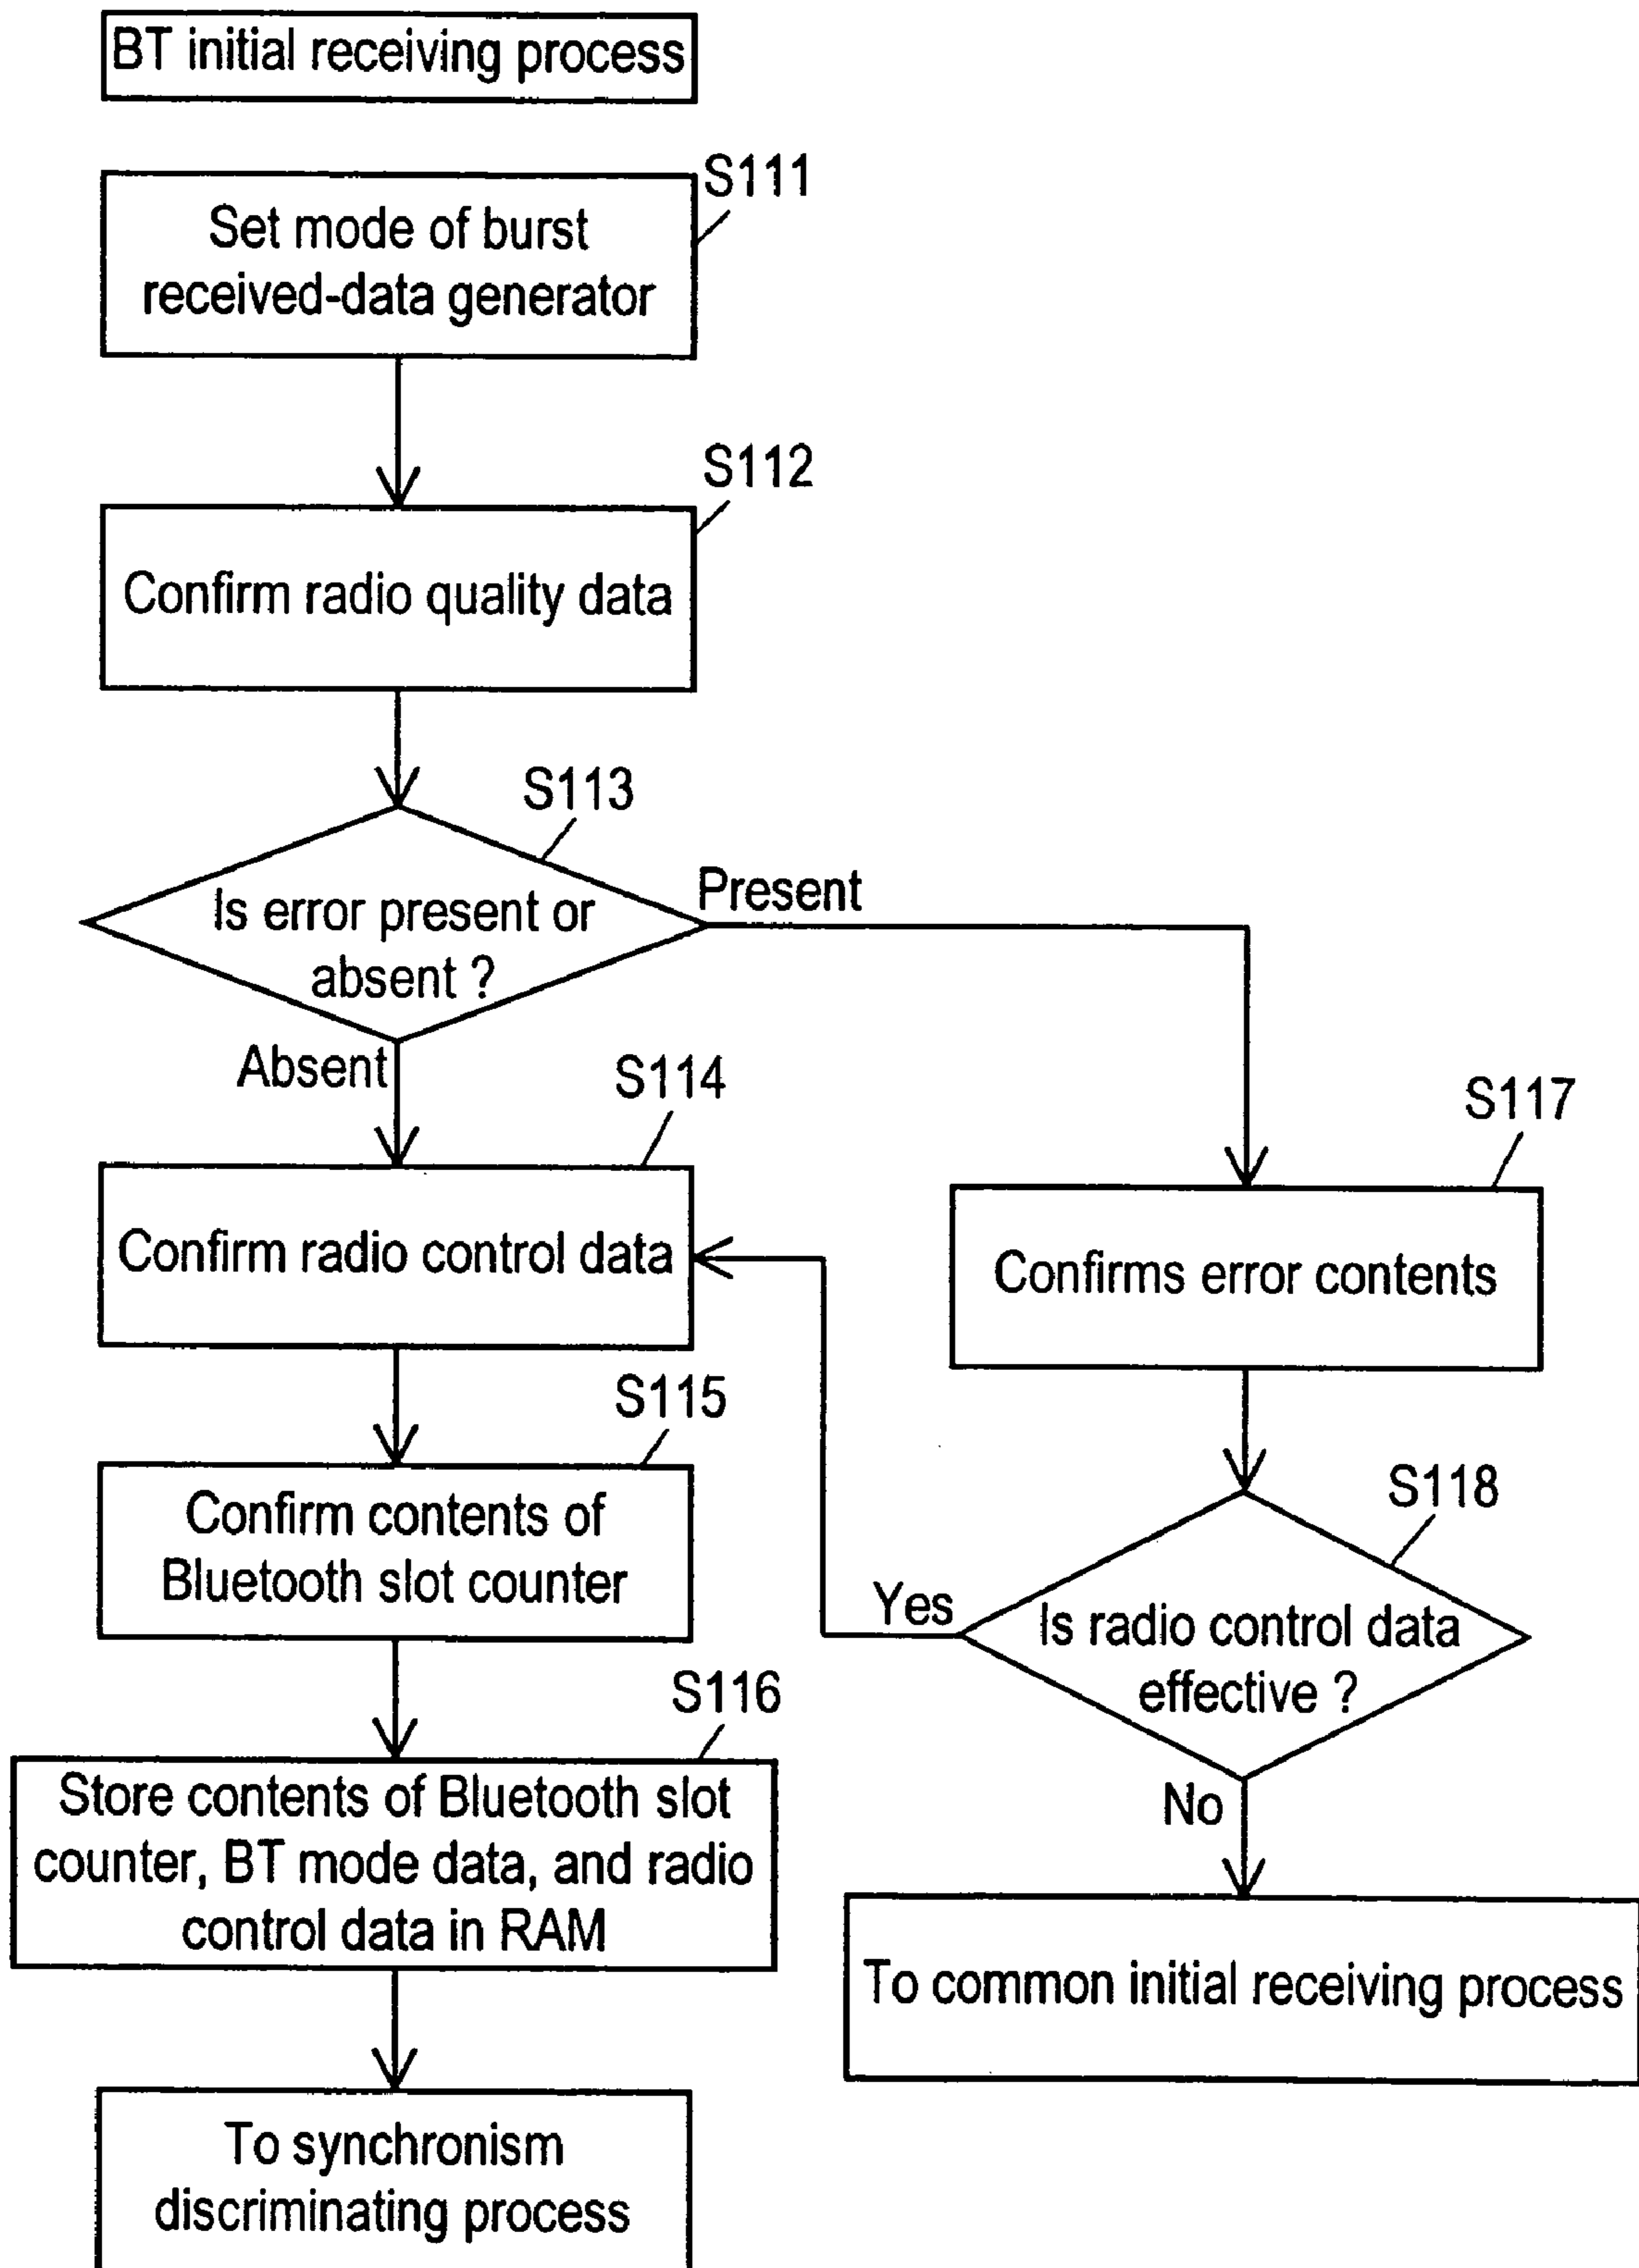 BT initial receiving process
S111
Set mode of burst
received-data generator
S112
Confirm radio quality data
S113
Is error present or
absent ?
Present
Absent
S114
Confirm radio control data
S117
Confirms error contents
S115
Confirm contents of
Bluetooth slot counter
S118
Is radio control data
effective ?
Yes
No
S116
Store contents of Bluetooth slot
counter, BT mode data, and radio
control data in RAM
To common initial receiving process
To synchronism
discriminating process